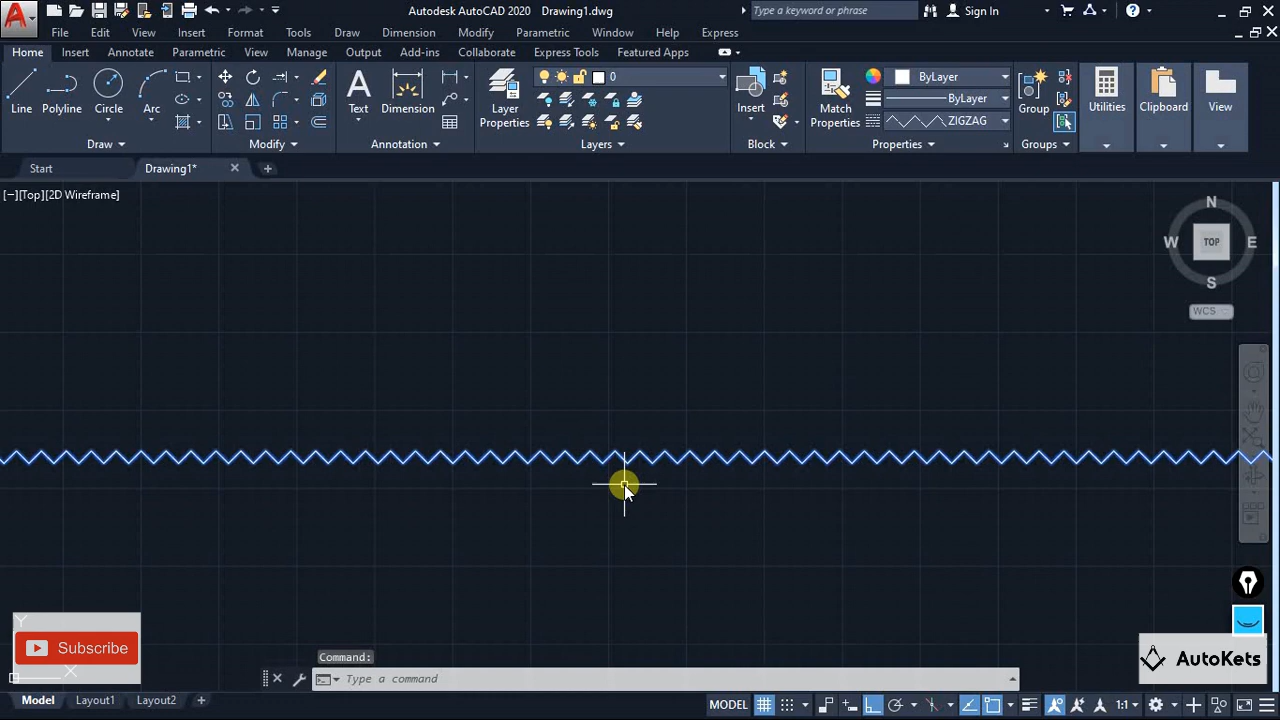 Autodesk AutoCAD 2020 Drawing1.dwg
Type a keyword or phrase
Sign In
File Edit View Insert Format Tools Draw Dimension Modify Parametric Window Help Express
Home Insert Annotate Parametric View Manage Output Add-ins Collaborate Express Tools Featured Apps
Line Polyline Circle Arc
Text Dimension
Layer Properties
0
Insert
Match Properties
ByLayer
ByLayer
ZIGZAG
Group
Utilities
Clipboard
View
Draw Modify Annotation Layers Block Properties Groups
Start Drawing1*
[−][Top][2D Wireframe]
N
W TOP E
S
WCS
Y
Subscribe
X
Command:
Type a command
AutoKets
Model Layout1 Layout2
MODEL
1:1